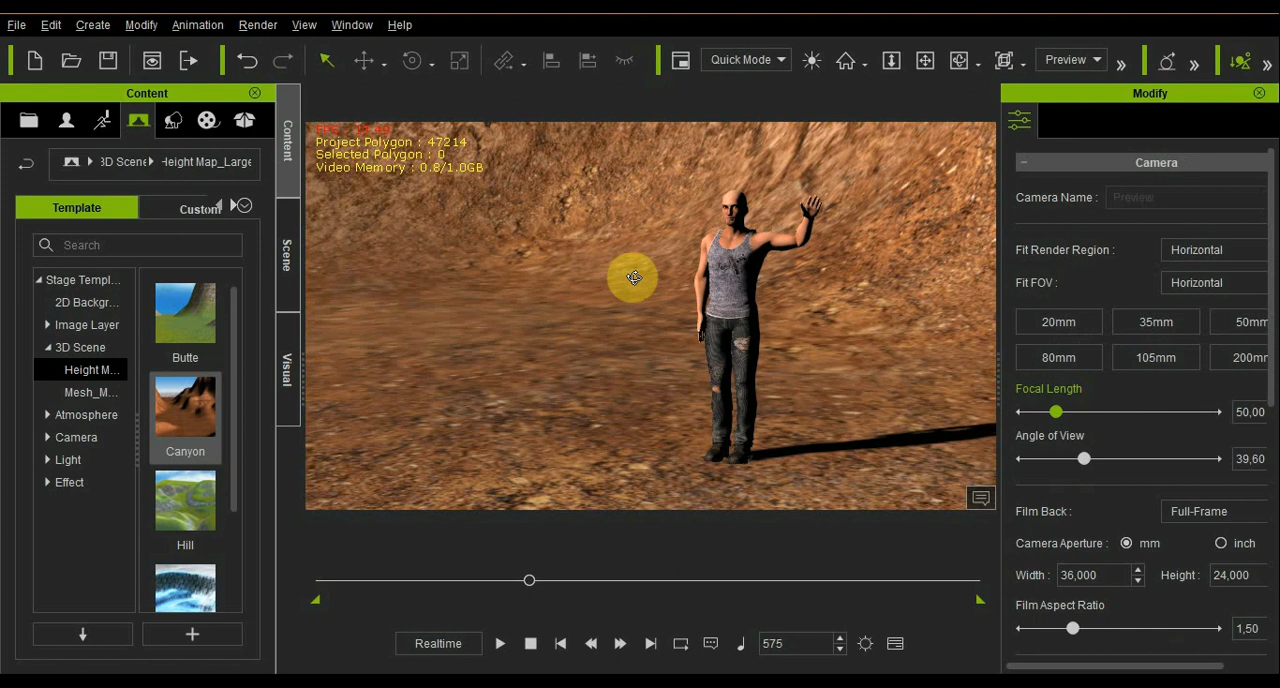 File Edit Create Modify Animation Render View Window Help
Quick Mode
Preview
Content
Modify
3D Scene Height Map_Large
Template
Custom
Search
Stage Templ...
2D Backgr...
Image Layer
3D Scene
Height M...
Mesh_M...
Atmosphere
Camera
Light
Effect
Butte
Canyon
Hill
Content
Scene
Visual
Project Polygon : 47214
Selected Polygon : 0
Video Memory : 0.8/1.0GB
Realtime
575
Camera
Camera Name :
Preview
Fit Render Region :
Horizontal
Fit FOV :
Horizontal
20mm
35mm
50mm
80mm
105mm
200mm
Focal Length
50,00
Angle of View
39,60
Film Back :
Full-Frame
Camera Aperture :
mm
inch
Width :
36,000
Height :
24,000
Film Aspect Ratio
1,50